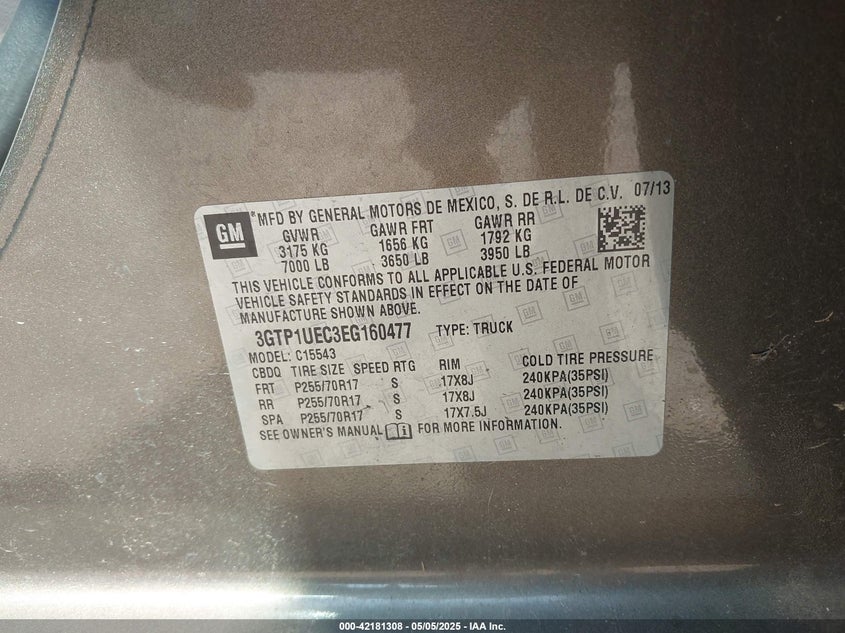 GM ® MFD BY GENERAL MOTORS DE MEXICO, S. DE R.L. DE C.V. 07/13
GVWR GAWR FRT GAWR RR
3175 KG 1656 KG 1792 KG
7000 LB 3650 LB 3950 LB
THIS VEHICLE CONFORMS TO ALL APPLICABLE U.S. FEDERAL MOTOR
VEHICLE SAFETY STANDARDS IN EFFECT ON THE DATE OF
MANUFACTURE SHOWN ABOVE.
3GTP1UEC3EG160477 TYPE: TRUCK
MODEL: C15543
CBDQ TIRE SIZE SPEED RTG RIM COLD TIRE PRESSURE
FRT P255/70R17 S 17X8J 240KPA(35PSI)
RR P255/70R17 S 17X8J 240KPA(35PSI)
SPA P255/70R17 S 17X7.5J 240KPA(35PSI)
SEE OWNER'S MANUAL FOR MORE INFORMATION.
000-42181308 - 05/05/2025 - IAA Inc.